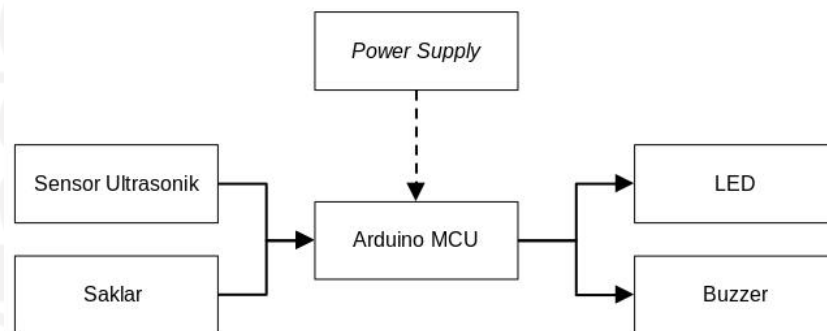 Power Supply
Sensor Ultrasonik
LED
Arduino MCU
Saklar
Buzzer